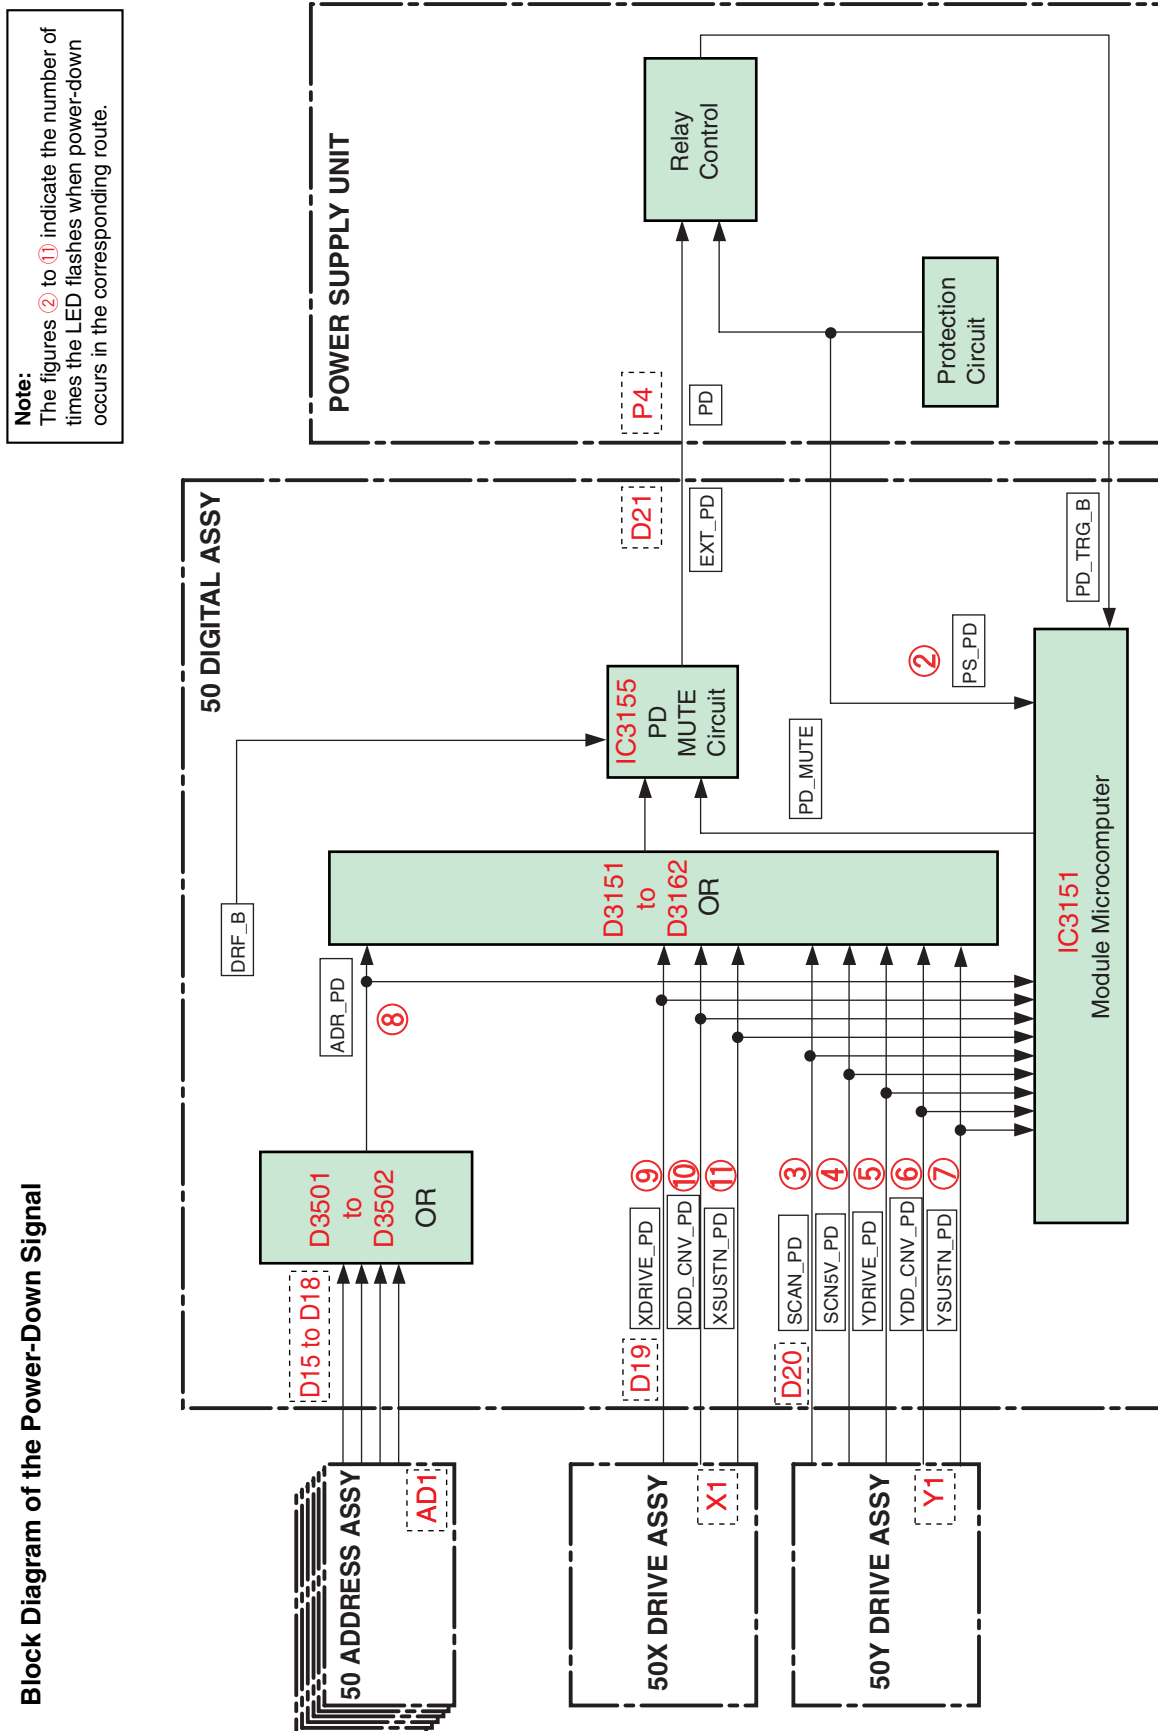 Block Diagram of the Power-Down Signal
Note:
The figures ② to ⑪ indicate the number of
times the LED flashes when power-down
occurs in the corresponding route.
50 ADDRESS ASSY
AD1
50X DRIVE ASSY
X1
50Y DRIVE ASSY
Y1
50 DIGITAL ASSY
D15 to D18
D3501
to
D3502
OR
ADR_PD
⑧
DRF_B
D19
XDRIVE_PD
⑨
XDD_CNV_PD
⑩
XSUSTN_PD
⑪
D20
SCAN_PD
③
SCN5V_PD
④
YDRIVE_PD
⑤
YDD_CNV_PD
⑥
YSUSTN_PD
⑦
D3151
to
D3162
OR
IC3155
PD
MUTE
Circuit
PD_MUTE
IC3151
Module Microcomputer
②
PS_PD
PD_TRG_B
D21
EXT_PD
POWER SUPPLY UNIT
P4
PD
Relay
Control
Protection
Circuit